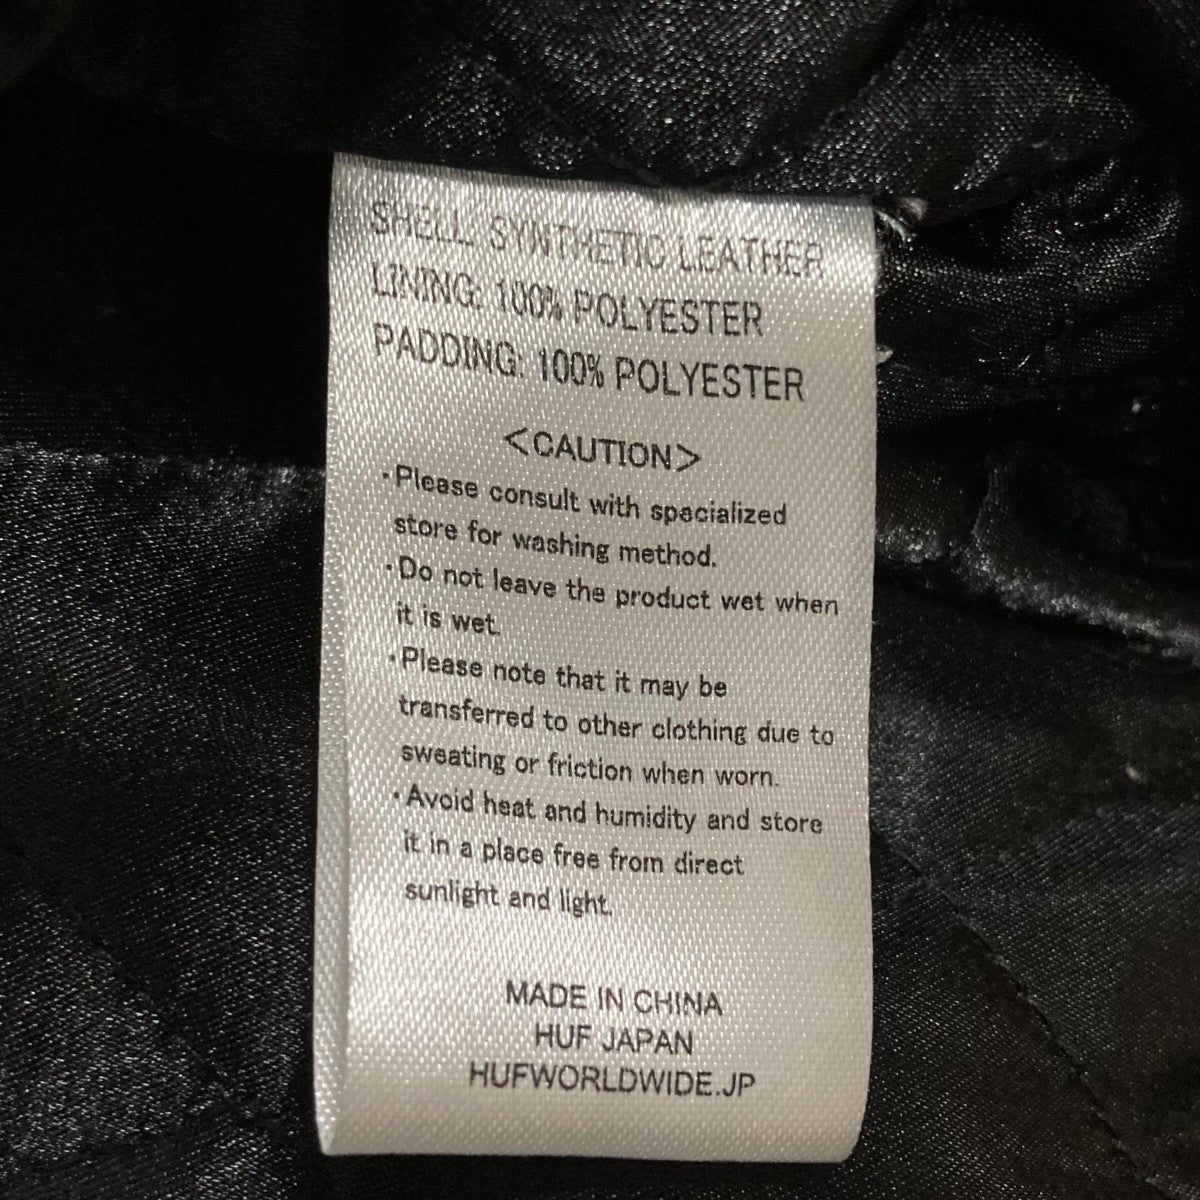 SHELL: SYNTHETIC LEATHER
LINING: 100% POLYESTER
PADDING: 100% POLYESTER
<CAUTION>
・Please consult with specialized
store for washing method.
・Do not leave the product wet when
it is wet.
・Please note that it may be
transferred to other clothing due to
sweating or friction when worn.
・Avoid heat and humidity and store
it in a place free from direct
sunlight and light.
MADE IN CHINA
HUF JAPAN
HUFWORLDWIDE.JP